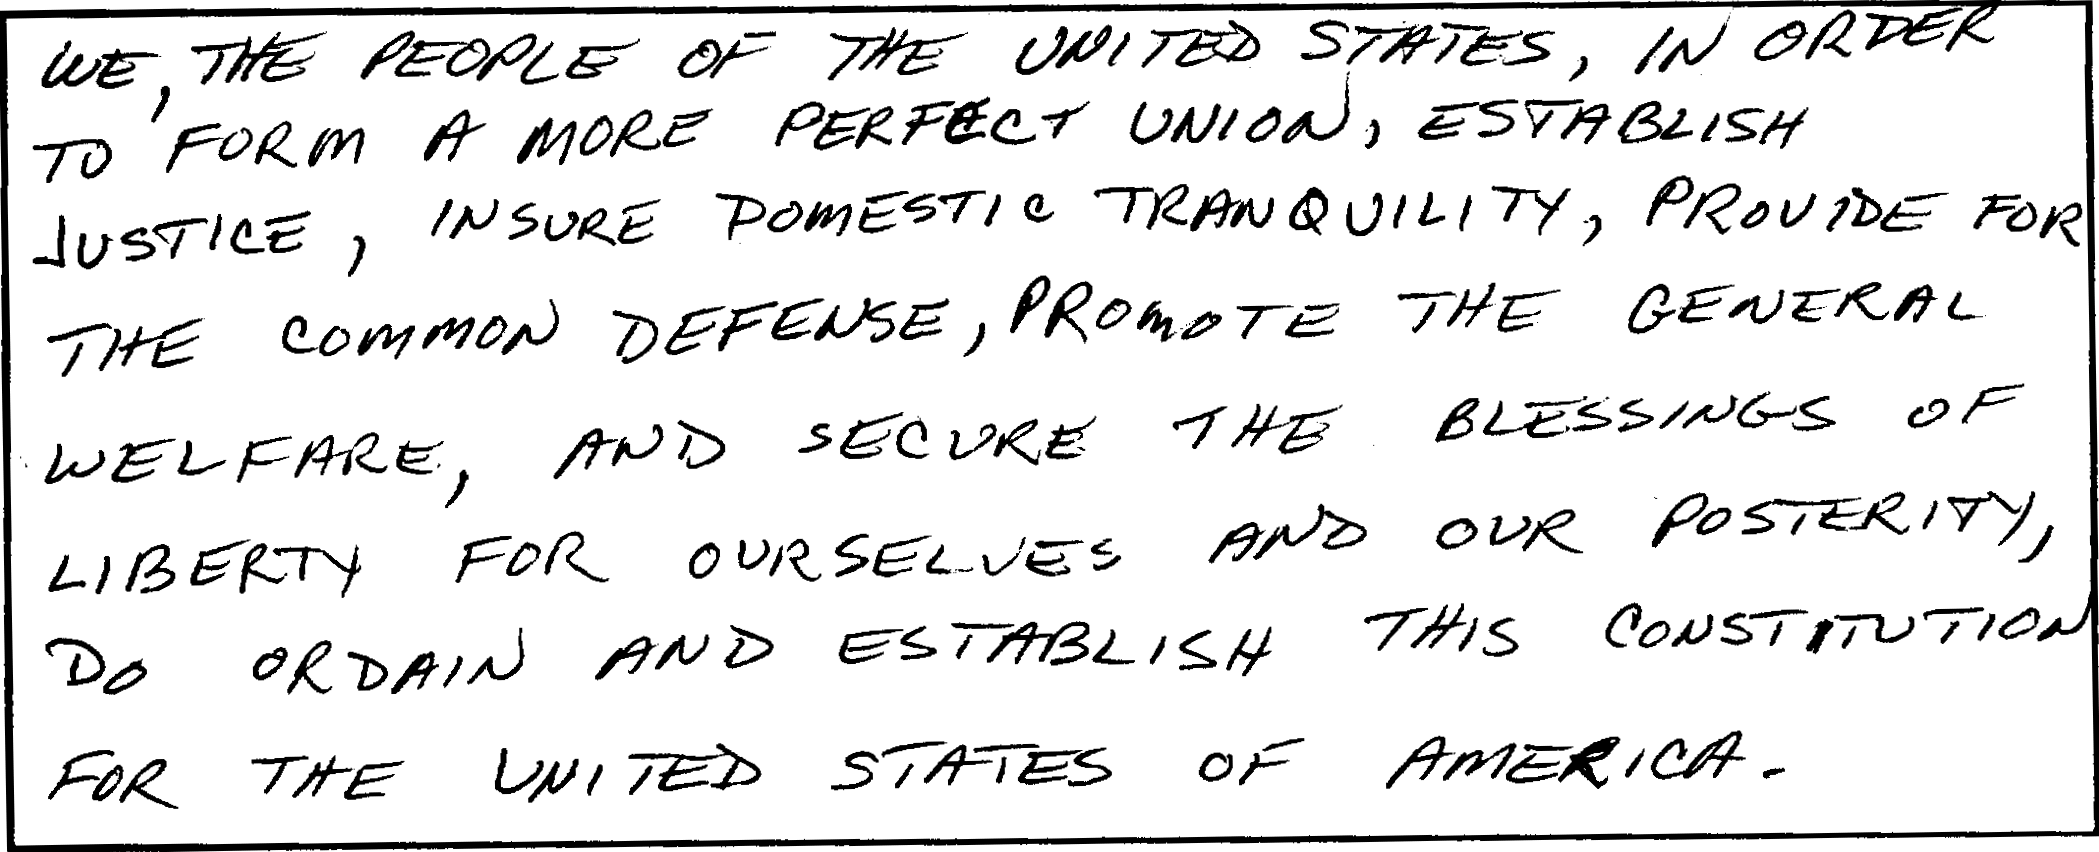 WE, THE PEOPLE OF THE UNITED STATES, IN ORDER
TO FORM A MORE PERFECT UNION, ESTABLISH
JUSTICE, INSURE DOMESTIC TRANQUILITY, PROVIDE FOR
THE COMMON DEFENSE, PROMOTE THE GENERAL
WELFARE, AND SECURE THE BLESSINGS OF
LIBERTY FOR OURSELVES AND OUR POSTERITY,
DO ORDAIN AND ESTABLISH THIS CONSTITUTION
FOR THE UNITED STATES OF AMERICA.